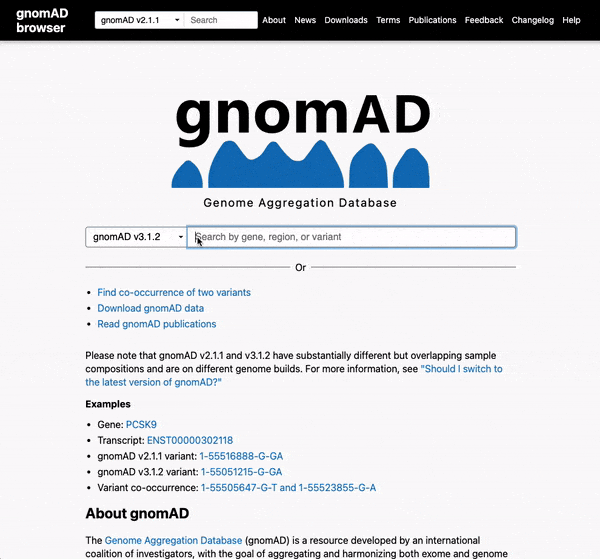 gnomAD browser
gnomAD v2.1.1 Search About News Downloads Terms Publications Feedback Changelog Help
gnomAD
Genome Aggregation Database
gnomAD v3.1.2 Search by gene, region, or variant
Or
• Find co-occurrence of two variants
• Download gnomAD data
• Read gnomAD publications
Please note that gnomAD v2.1.1 and v3.1.2 have substantially different but overlapping sample
compositions and are on different genome builds. For more information, see "Should I switch to
the latest version of gnomAD?"
Examples
• Gene: PCSK9
• Transcript: ENST00000302118
• gnomAD v2.1.1 variant: 1-55516888-G-GA
• gnomAD v3.1.2 variant: 1-55051215-G-GA
• Variant co-occurrence: 1-55505647-G-T and 1-55523855-G-A
About gnomAD
The Genome Aggregation Database (gnomAD) is a resource developed by an international
coalition of investigators, with the goal of aggregating and harmonizing both exome and genome